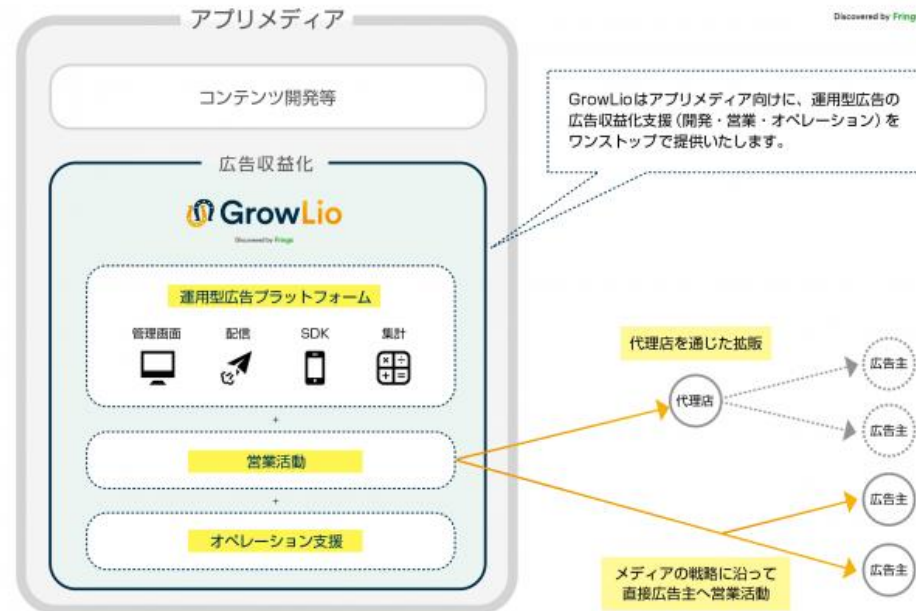 アプリメディア
Discovered by Fringe
コンテンツ開発等
GrowLioはアプリメディア向けに、運用型広告の
広告収益化支援（開発・営業・オペレーション）を
ワンストップで提供いたします。
広告収益化
GrowLio
Discovered by Fringe
運用型広告プラットフォーム
管理画面 配信 SDK 集計
代理店を通じた拡販
広告主
代理店
広告主
+
営業活動
広告主
+
オペレーション支援
広告主
メディアの戦略に沿って
直接広告主へ営業活動